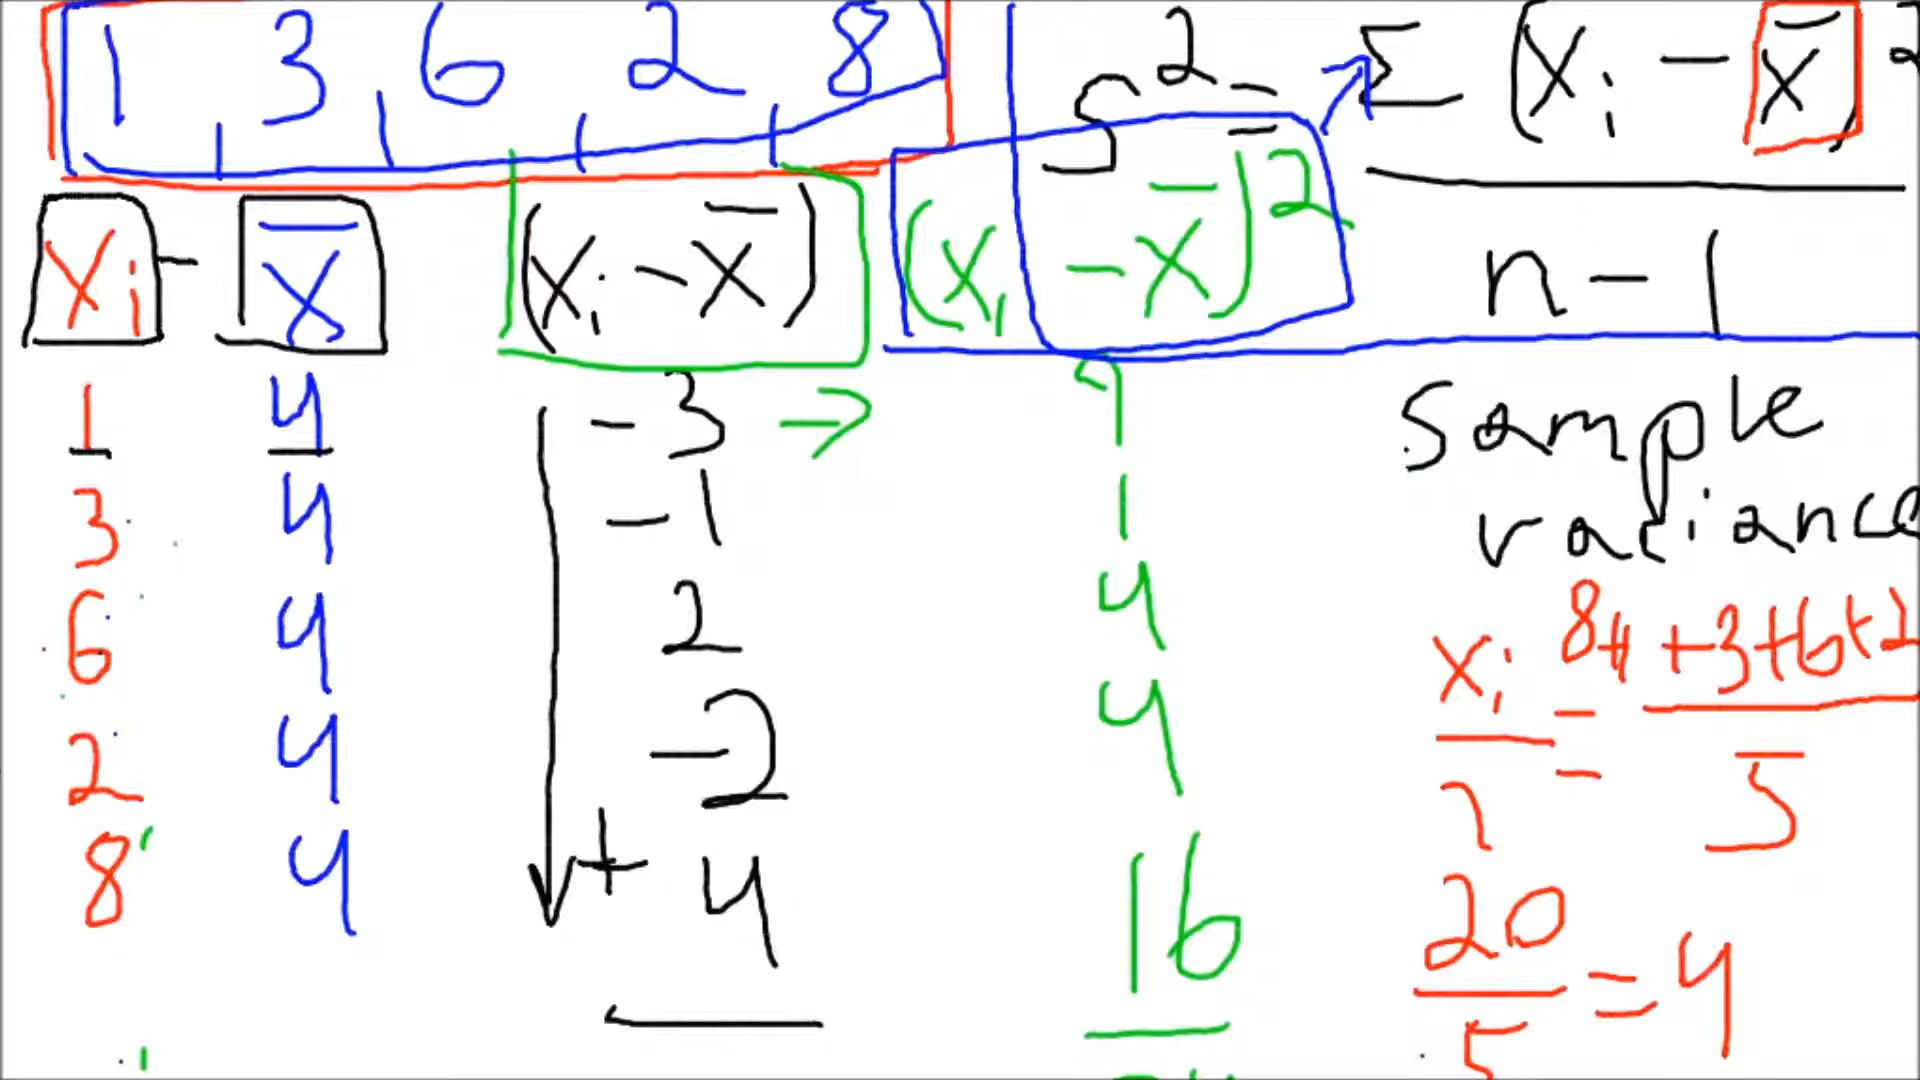 1, 3, 6, 2, 8
s² = Σ (xᵢ − x̄)²
n − 1
xᵢ − x̄ (xᵢ − x̄) (xᵢ − x̄)²
1 4 −3 → 9
3 4 −1 1
6 4 2 4
2 4 −2 4
8 4 + 4 16
sample
variance
xᵢ = 8+1+3+6+2
5
20
5
= 4